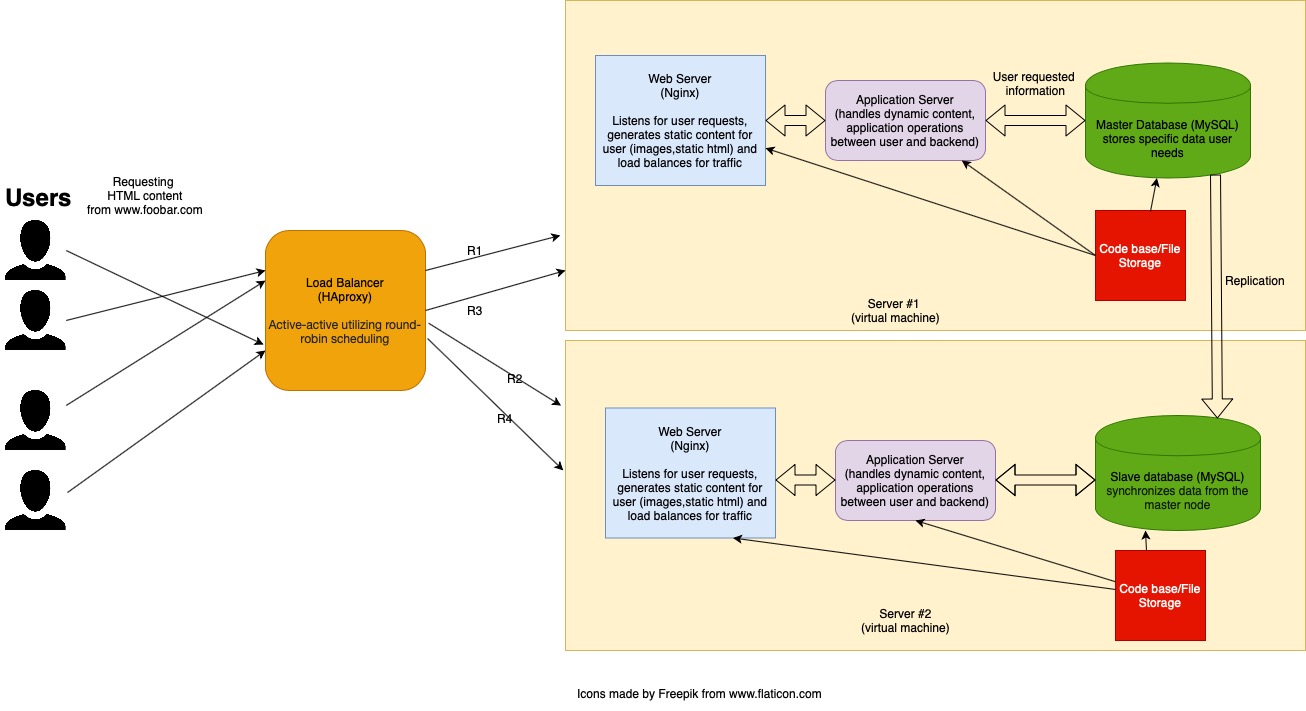 Users
Requesting
HTML content
from www.foobar.com
Load Balancer
(HAproxy)
Active-active utilizing round-
robin scheduling
R1
R3
R2
R4
Web Server
(Nginx)
Listens for user requests,
generates static content for
user (images,static html) and
load balances for traffic
Application Server
(handles dynamic content,
application operations
between user and backend)
User requested
information
Master Database (MySQL)
stores specific data user
needs
Code base/File
Storage
Replication
Server #1
(virtual machine)
Web Server
(Nginx)
Listens for user requests,
generates static content for
user (images,static html) and
load balances for traffic
Application Server
(handles dynamic content,
application operations
between user and backend)
Slave database (MySQL)
synchronizes data from the
master node
Code base/File
Storage
Server #2
(virtual machine)
Icons made by Freepik from www.flaticon.com